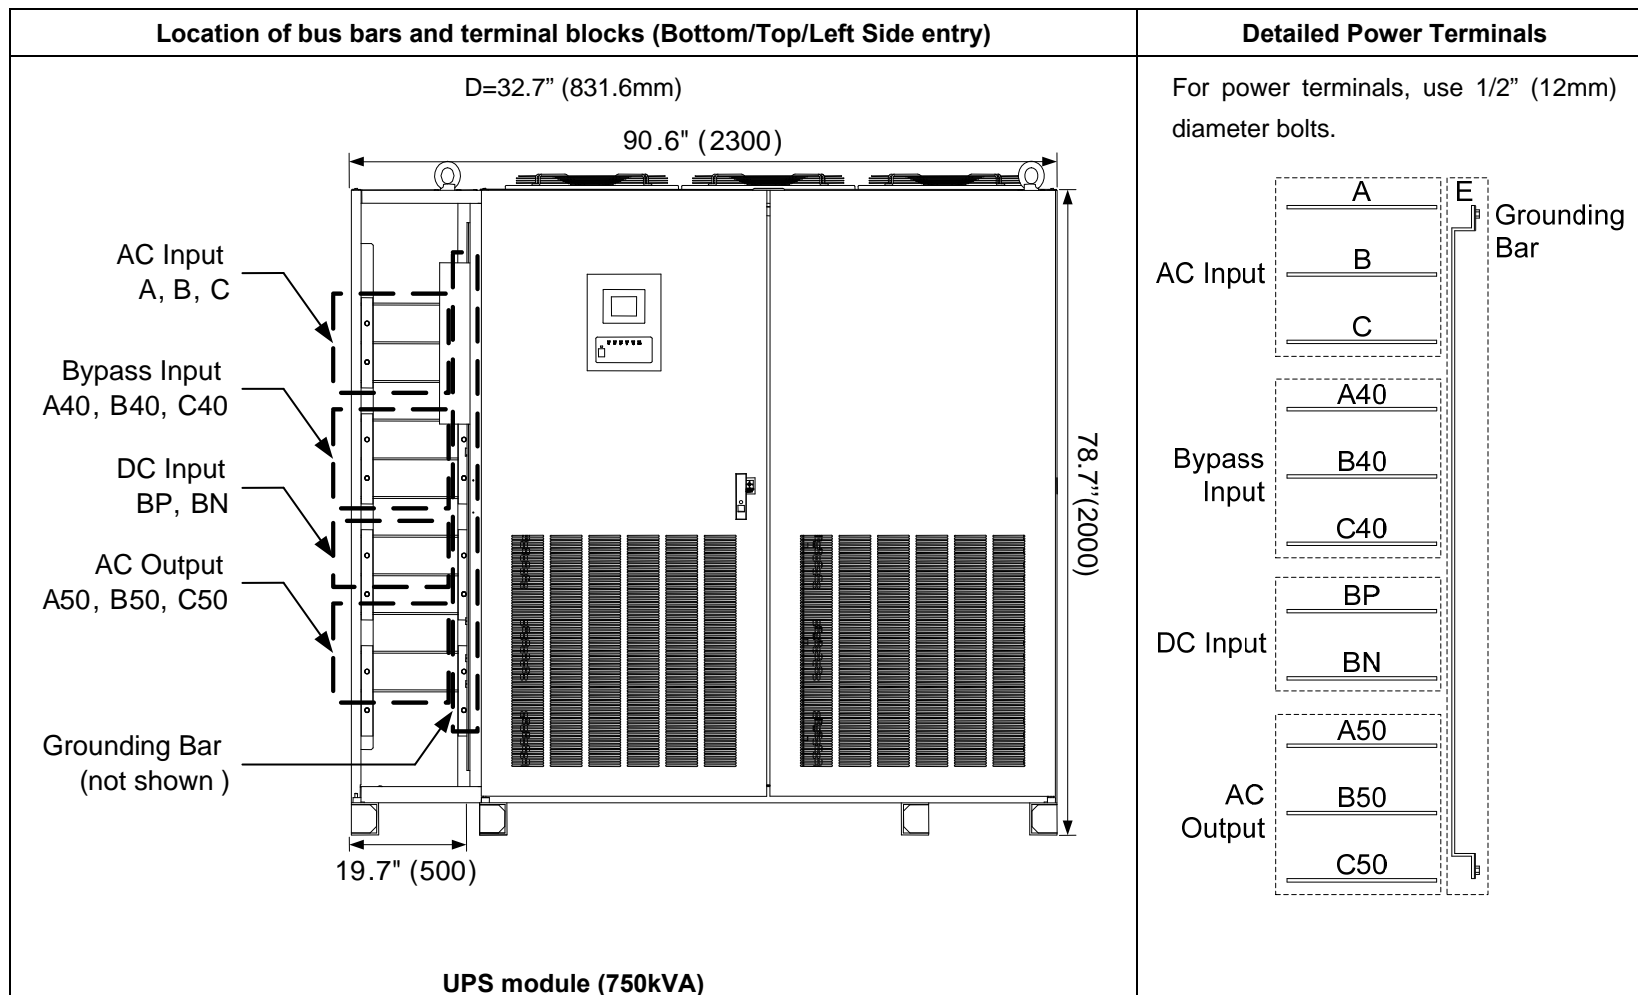 Location of bus bars and terminal blocks (Bottom/Top/Left Side entry)
Detailed Power Terminals
D=32.7” (831.6mm)
90.6" (2300)
AC Input
A, B, C
Bypass Input
A40, B40, C40
DC Input
BP, BN
AC Output
A50, B50, C50
Grounding Bar
(not shown )
78.7"(2000)
19.7" (500)
UPS module (750kVA)
For power terminals, use 1/2” (12mm)
diameter bolts.
A
E
Grounding
Bar
B
AC Input
C
A40
Bypass
Input
B40
C40
BP
DC Input
BN
A50
AC
Output
B50
C50